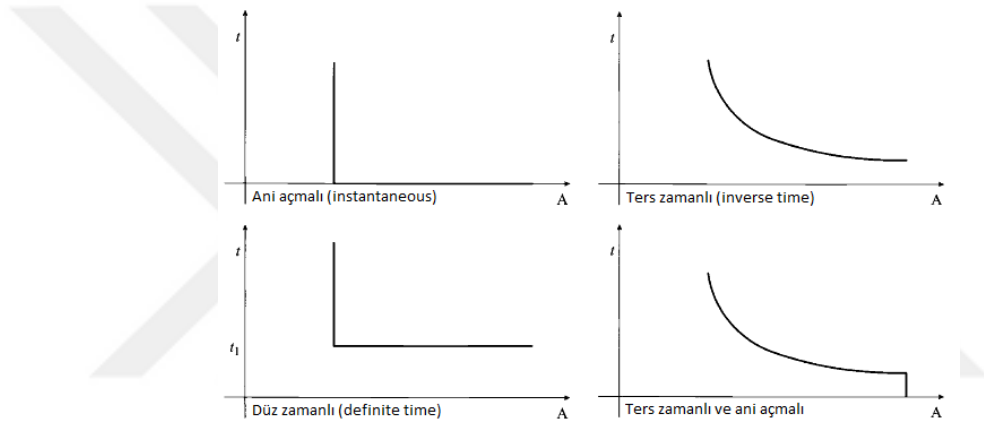 t
A
Ani açmalı (instantaneous)
t
A
Ters zamanlı (inverse time)
t
t1
A
Düz zamanlı (definite time)
t
A
Ters zamanlı ve ani açmalı